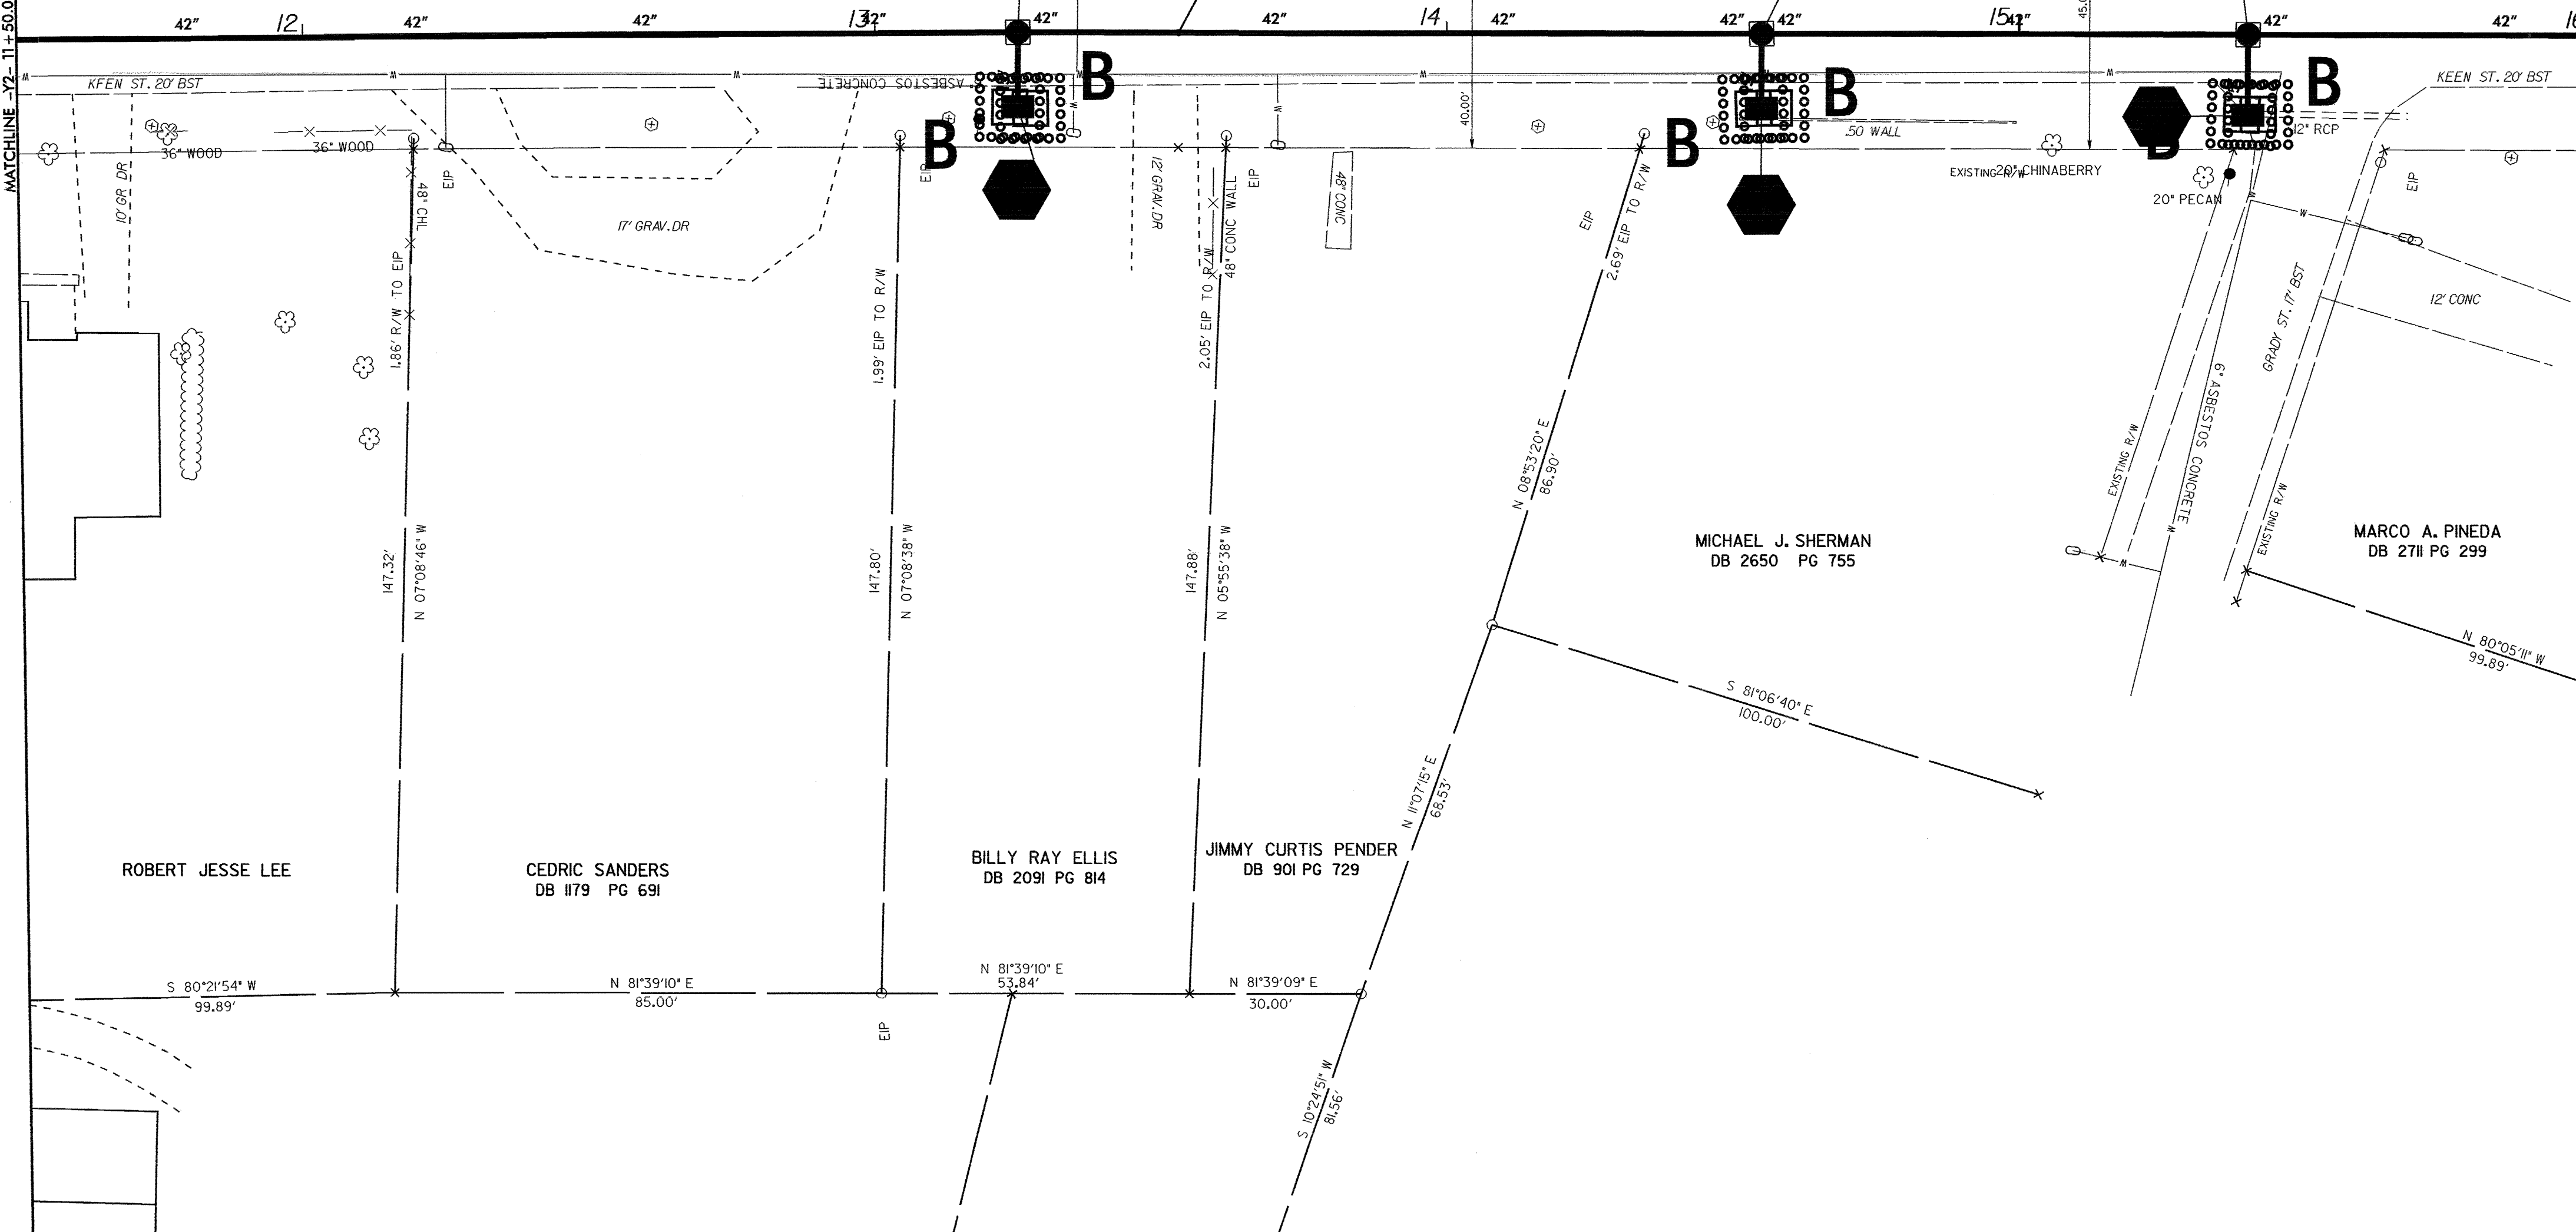 MATCHLINE -Y2- 11+50.0
42" 12 42" 42" 13 42" 42" 42" 14 42" 42" 42" 15 42" 42" 42"
45.0
KEEN ST. 20' BST
ASBESTOS CONCRETE
B
B
B
B
B
B
KEEN ST. 20' BST
36" WOOD
36" WOOD
10' GR DR
48" CHL
EIP
17' GRAV.DR
EIP
12' GRAV.DR
48" CONC WALL
EIP
48" CONC
40.00'
EIP
.50 WALL
EXISTING R/W
20" CHINABERRY
20" PECAN
12" RCP
EIP
12' CONC
GRADY ST. 17' BST
6" ASBESTOS CONCRETE
EXISTING R/W
EXISTING R/W
1.86' R/W TO EIP
1.99' EIP TO R/W
2.05' EIP TO R/W
2.69' EIP TO R/W
147.32'
N 07°08'46" W
147.80'
N 07°08'38" W
147.88'
N 05°55'38" W
N 08°53'20" E
86.90'
MICHAEL J. SHERMAN
DB 2650 PG 755
MARCO A. PINEDA
DB 2711 PG 299
N 80°05'11" W
99.89'
S 81°06'40" E
100.00'
N 11°07'15" E
68.53'
ROBERT JESSE LEE
CEDRIC SANDERS
DB 1179 PG 691
BILLY RAY ELLIS
DB 2091 PG 814
JIMMY CURTIS PENDER
DB 901 PG 729
S 80°21'54" W
99.89'
N 81°39'10" E
85.00'
N 81°39'10" E
53.84'
N 81°39'09" E
30.00'
EIP
S 10°24'51" W
81.56'